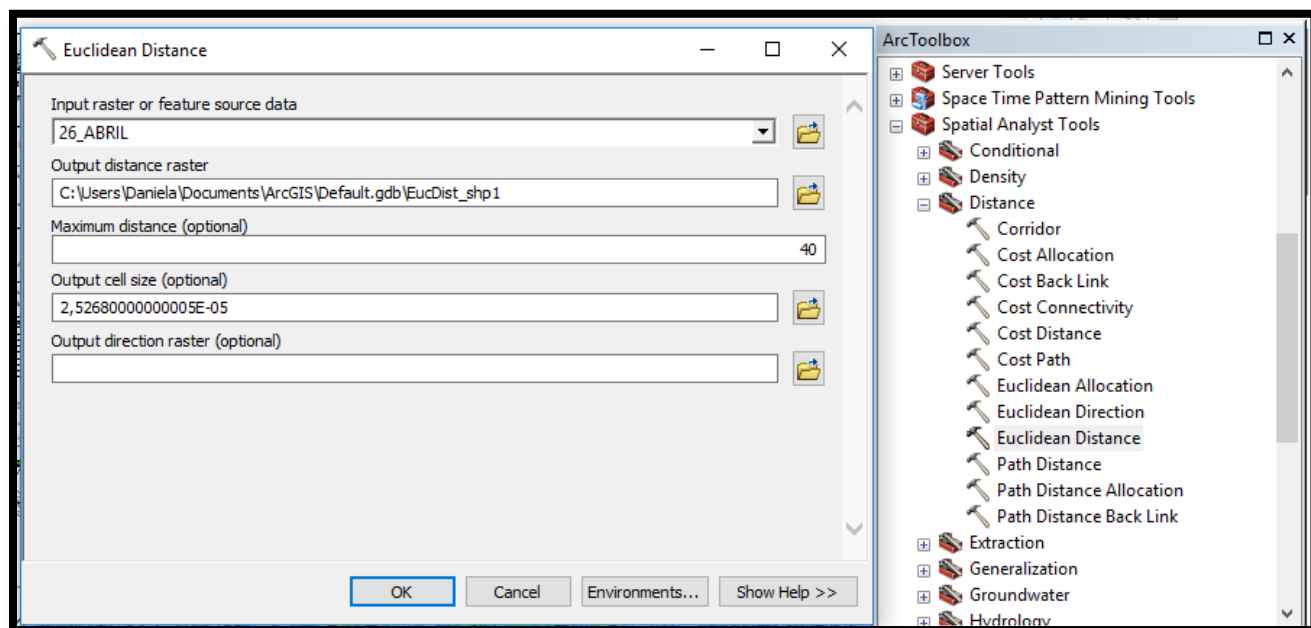 Euclidean Distance
Input raster or feature source data
26_ABRIL
Output distance raster
C:\Users\Daniela\Documents\ArcGIS\Default.gdb\EucDist_shp1
Maximum distance (optional)
40
Output cell size (optional)
2,52680000000005E-05
Output direction raster (optional)
OK
Cancel
Environments...
Show Help >>
ArcToolbox
Server Tools
Space Time Pattern Mining Tools
Spatial Analyst Tools
Conditional
Density
Distance
Corridor
Cost Allocation
Cost Back Link
Cost Connectivity
Cost Distance
Cost Path
Euclidean Allocation
Euclidean Direction
Euclidean Distance
Path Distance
Path Distance Allocation
Path Distance Back Link
Extraction
Generalization
Groundwater
Hydrology